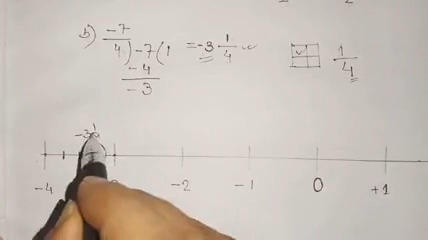 b) -7/4 4)-7(1 = -3 1/4 1/4
-4
-3
-3
-4 -2 -1 0 +1